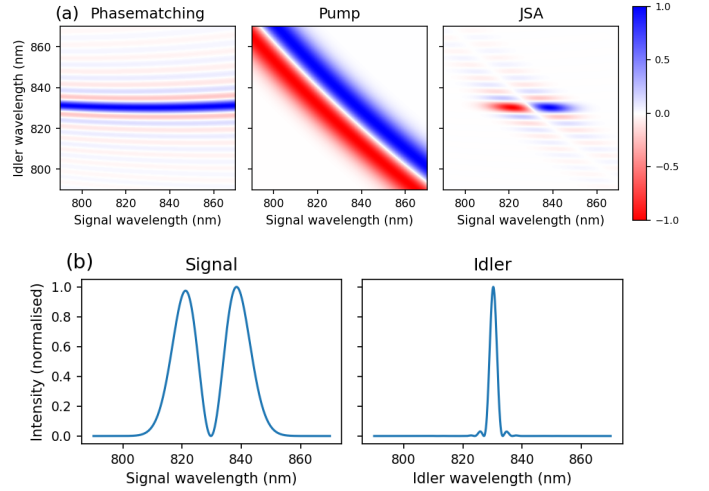 (a) Phasematching Pump JSA
1.0
860
840
820
800
Idler wavelength (nm)
0.5
0.0
−0.5
−1.0
800 820 840 860 800 820 840 860 800 820 840 860
Signal wavelength (nm) Signal wavelength (nm) Signal wavelength (nm)
(b) Signal Idler
1.0
0.8
0.6
0.4
0.2
0.0
Intensity (normalised)
800 820 840 860 800 820 840 860
Signal wavelength (nm) Idler wavelength (nm)